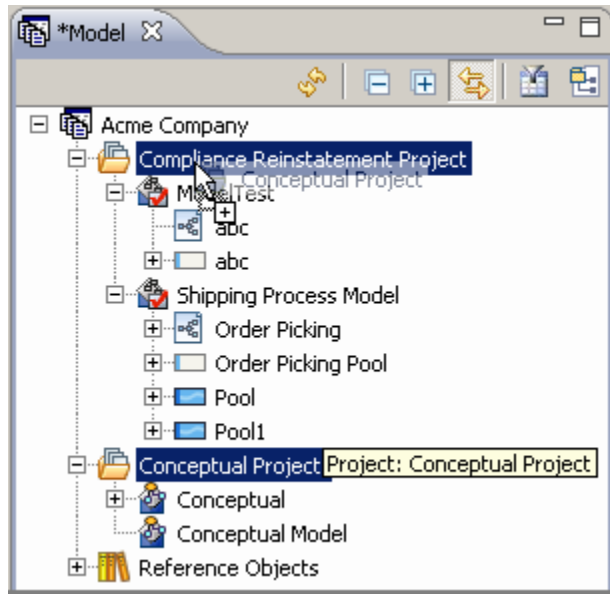 *Model
Acme Company
Compliance Reinstatement Project
Conceptual Project
ModelTest
abc
abc
Shipping Process Model
Order Picking
Order Picking Pool
Pool
Pool1
Conceptual Project Project: Conceptual Project
Conceptual
Conceptual Model
Reference Objects